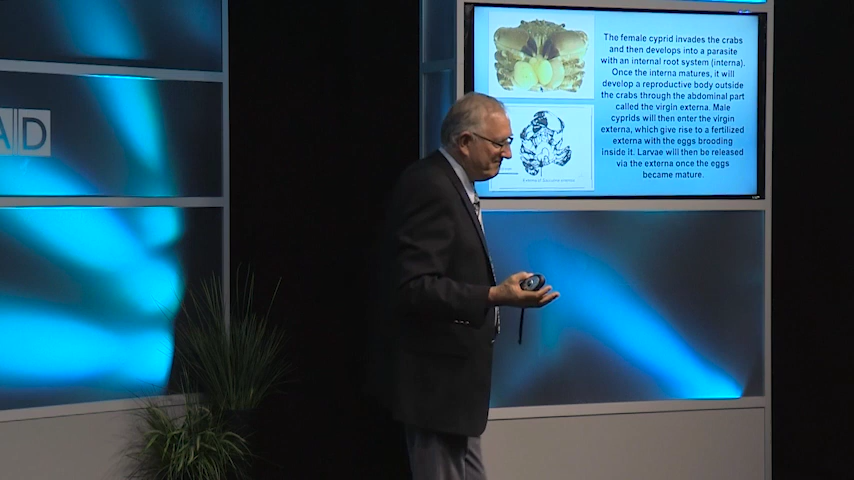 AD
The female cyprid invades the crabs
and then develops into a parasite
with an internal root system (interna).
Once the interna matures, it will
develop a reproductive body outside
the crabs through the abdominal part
called the virgin externa. Male
cyprids will then enter the virgin
externa, which give rise to a fertilized
externa with the eggs brooding
inside it. Larvae will then be released
via the externa once the eggs
became mature.